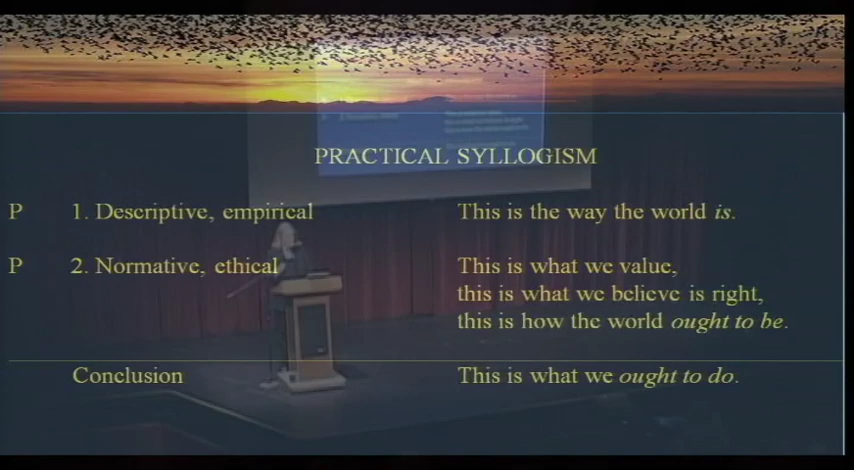 PRACTICAL SYLLOGISM
P 1. Descriptive, empirical This is the way the world is.
P 2. Normative, ethical This is what we value,
this is what we believe is right,
this is how the world ought to be.
Conclusion This is what we ought to do.